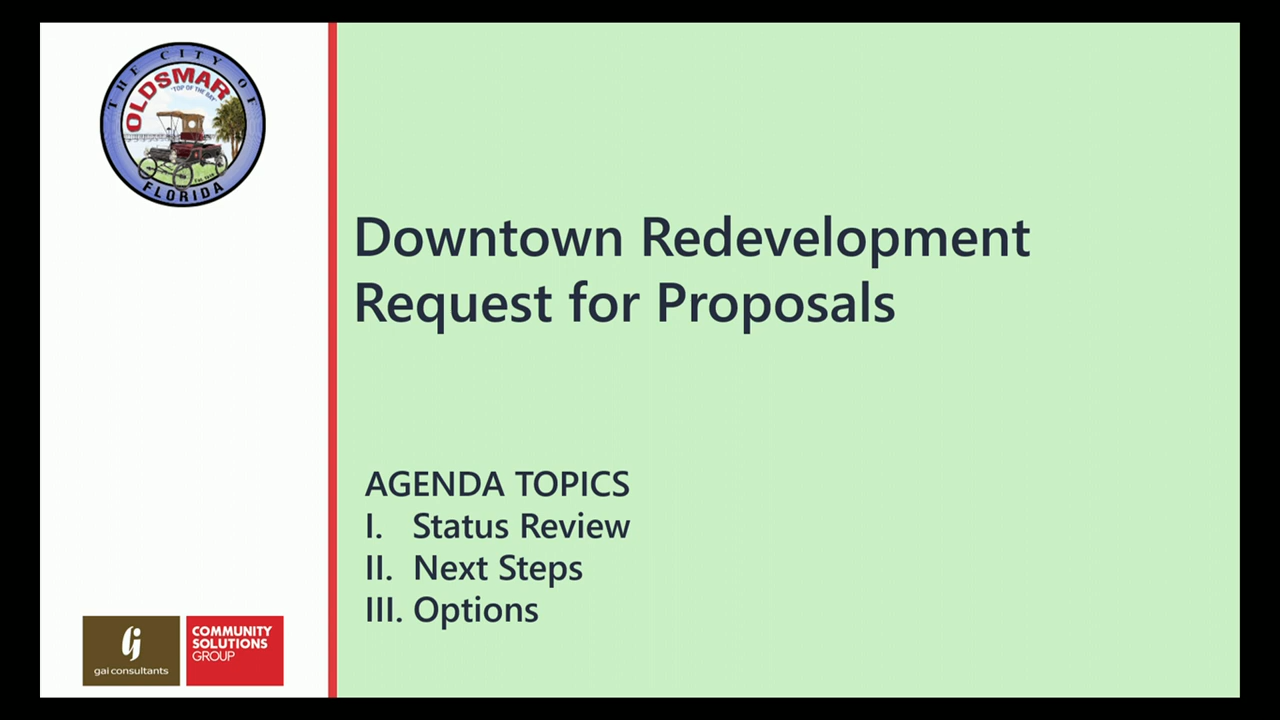 THE CITY OF
OLDSMAR
"TOP OF THE BAY"
FLORIDA
Downtown Redevelopment
Request for Proposals
AGENDA TOPICS
I. Status Review
II. Next Steps
III. Options
gai consultants
COMMUNITY
SOLUTIONS
GROUP